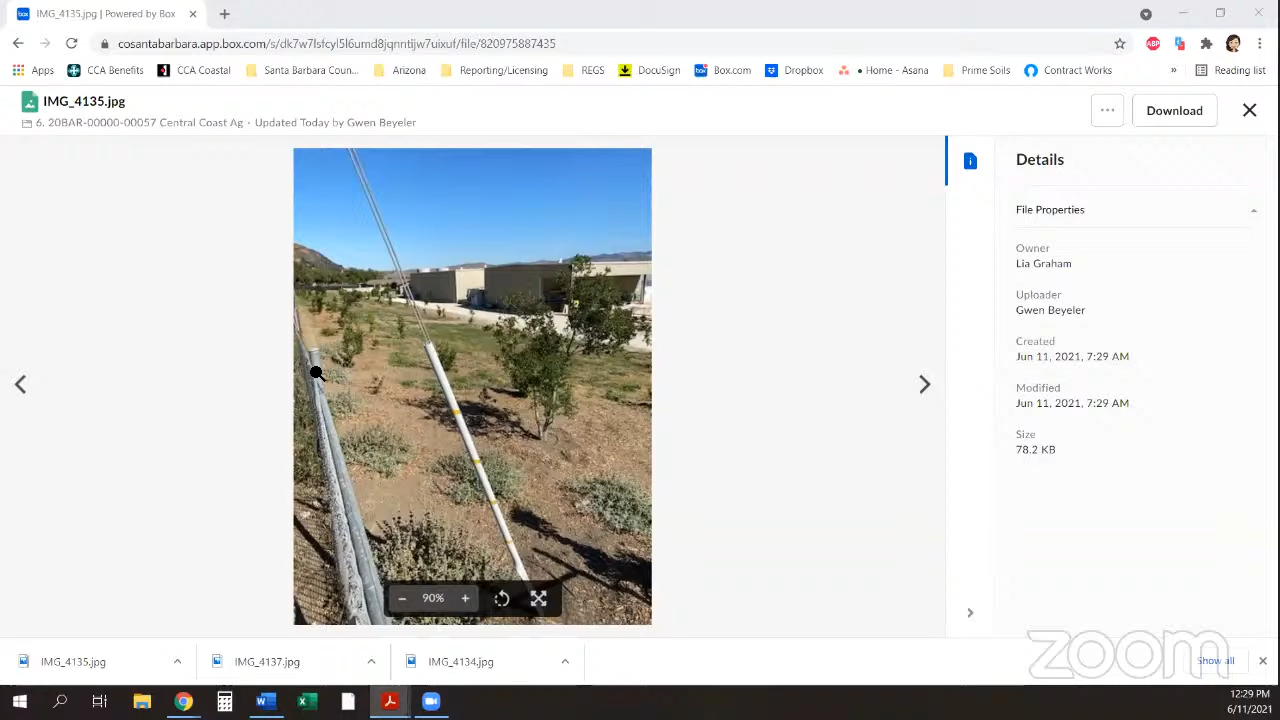 IMG_4135.jpg | Powered by Box
cosantabarbara.app.box.com/s/dk7w7lsfcyl5l6umd8jqnntijw7uixuf/file/820975887435
ABP
Apps CCA Benefits CCA Coastal Santa Barbara Coun... Arizona Reporting/Licensing REGS DocuSign Box.com Dropbox • Home - Asana Prime Soils Contract Works » Reading list
IMG_4135.jpg
6. 20BAR-00000-00057 Central Coast Ag · Updated Today by Gwen Beyeler
Download
Details
File Properties
Owner
Lia Graham
Uploader
Gwen Beyeler
Created
Jun 11, 2021, 7:29 AM
Modified
Jun 11, 2021, 7:29 AM
Size
78.2 KB
90%
IMG_4135.jpg IMG_4137.jpg IMG_4134.jpg Show all
zoom
12:29 PM
6/11/2021